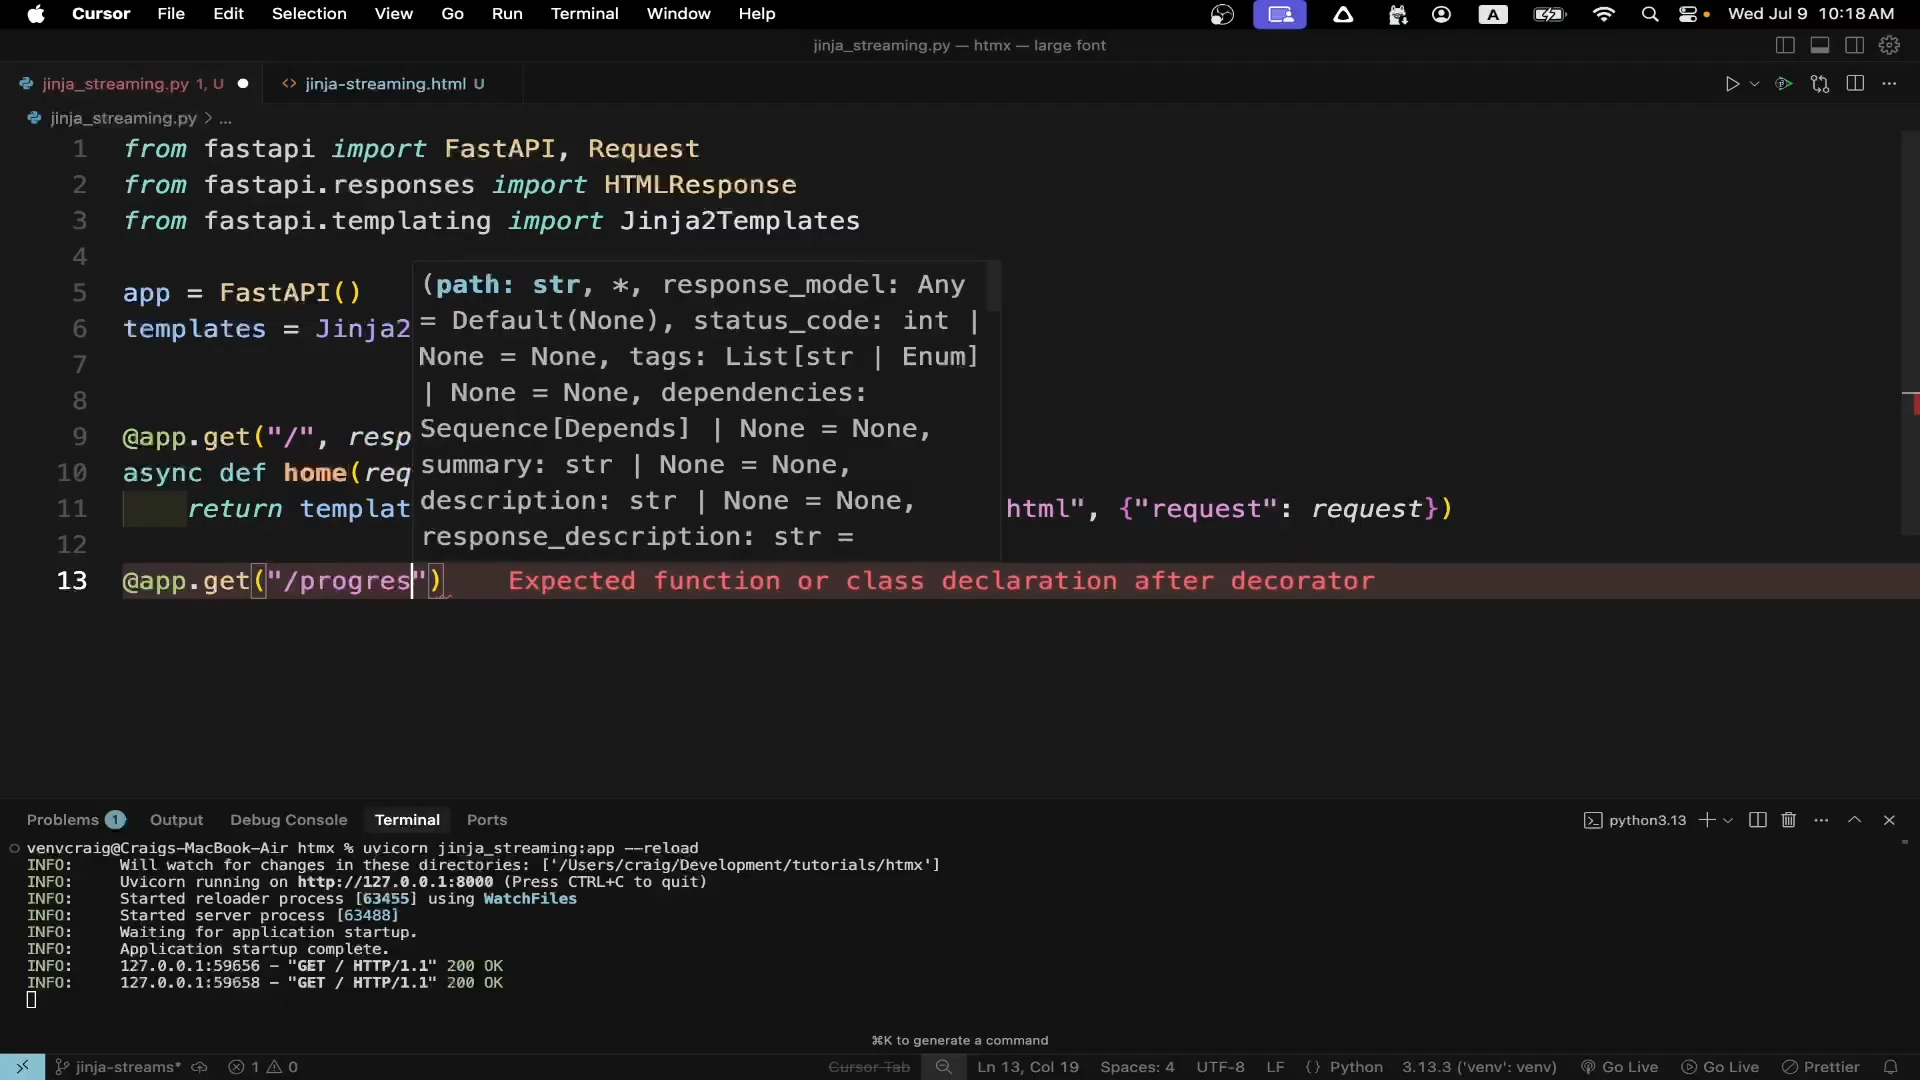 Cursor File Edit Selection View Go Run Terminal Window Help A Wed Jul 9 10:18 AM
jinja_streaming.py — htmx — large font
jinja_streaming.py 1, U jinja-streaming.html U
jinja_streaming.py > ...
1 from fastapi import FastAPI, Request
2 from fastapi.responses import HTMLResponse
3 from fastapi.templating import Jinja2Templates
4
5 app = FastAPI()
6 templates = Jinja2
7
8
9 @app.get("/", resp
10 async def home(req
11 return templat html", {"request": request})
12
13 @app.get("/progres") Expected function or class declaration after decorator
(path: str, *, response_model: Any
= Default(None), status_code: int |
None = None, tags: List[str | Enum]
| None = None, dependencies:
Sequence[Depends] | None = None,
summary: str | None = None,
description: str | None = None,
response_description: str =
Problems 1 Output Debug Console Terminal Ports python3.13
venvcraig@Craigs-MacBook-Air htmx % uvicorn jinja_streaming:app --reload
INFO: Will watch for changes in these directories: ['/Users/craig/Development/tutorials/htmx']
INFO: Uvicorn running on http://127.0.0.1:8000 (Press CTRL+C to quit)
INFO: Started reloader process [63455] using WatchFiles
INFO: Started server process [63488]
INFO: Waiting for application startup.
INFO: Application startup complete.
INFO: 127.0.0.1:59656 - "GET / HTTP/1.1" 200 OK
INFO: 127.0.0.1:59658 - "GET / HTTP/1.1" 200 OK
⌘K to generate a command
jinja-streams* 1 0 Cursor Tab Ln 13, Col 19 Spaces: 4 UTF-8 LF {} Python 3.13.3 ('venv': venv) Go Live Go Live Prettier